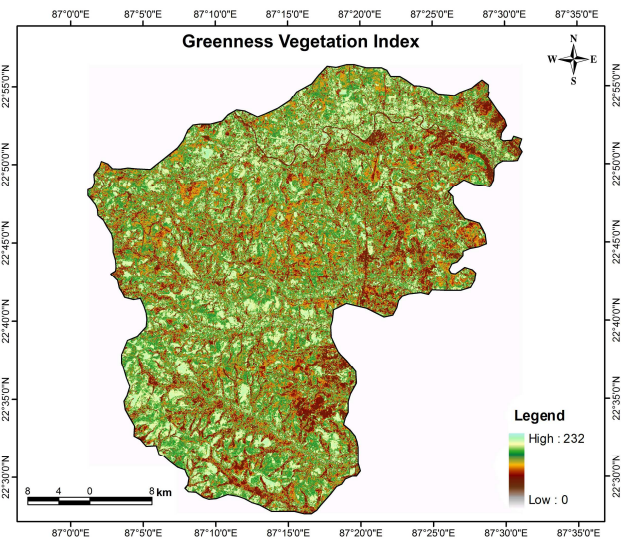 87°0'0"E 87°5'0"E 87°10'0"E 87°15'0"E 87°20'0"E 87°25'0"E 87°30'0"E 87°35'0"E
Greenness Vegetation Index
N
W E
S
22°55'0"N 22°55'0"N
22°50'0"N 22°50'0"N
22°45'0"N 22°45'0"N
22°40'0"N 22°40'0"N
22°35'0"N 22°35'0"N
22°30'0"N 22°30'0"N
Legend
High : 232
Low : 0
8 4 0 8 km
87°0'0"E 87°5'0"E 87°10'0"E 87°15'0"E 87°20'0"E 87°25'0"E 87°30'0"E 87°35'0"E